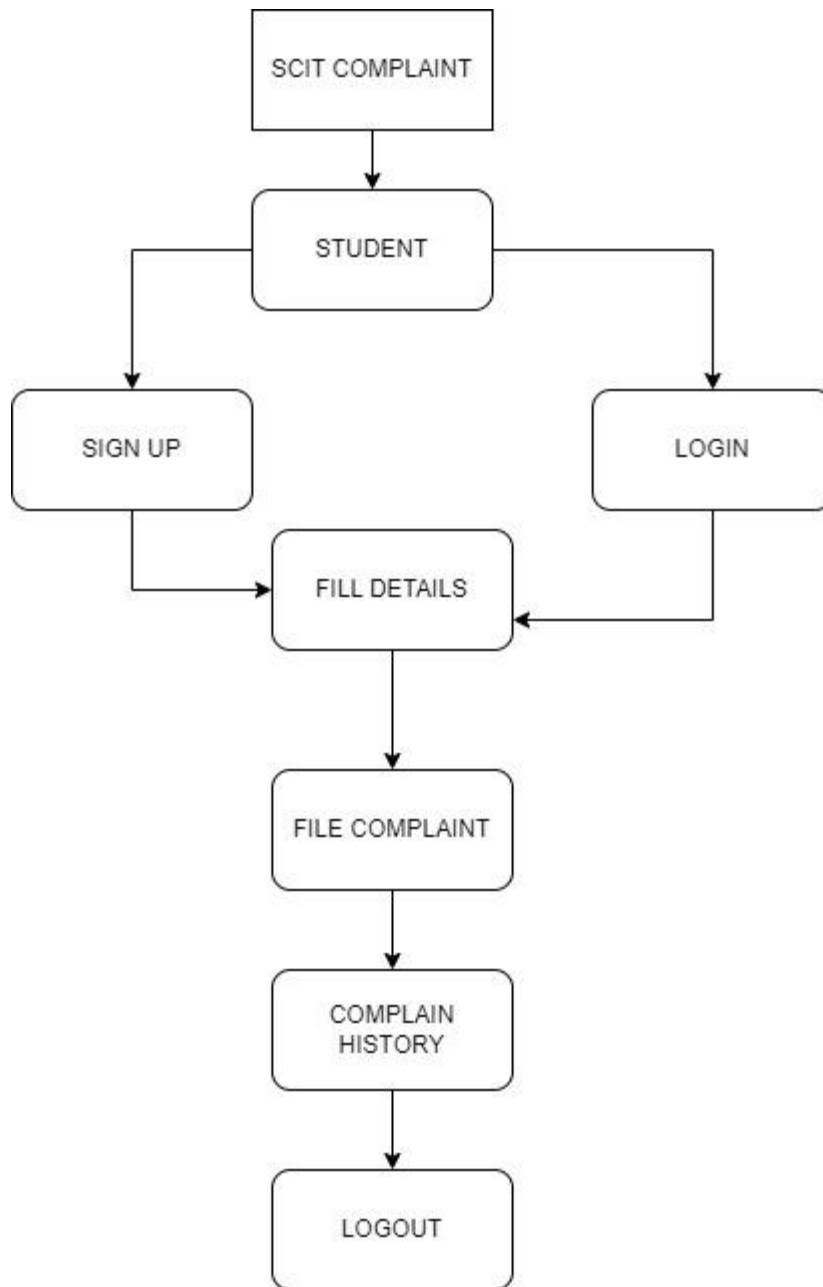 SCIT COMPLAINT
STUDENT
SIGN UP
LOGIN
FILL DETAILS
FILE COMPLAINT
COMPLAIN
HISTORY
LOGOUT